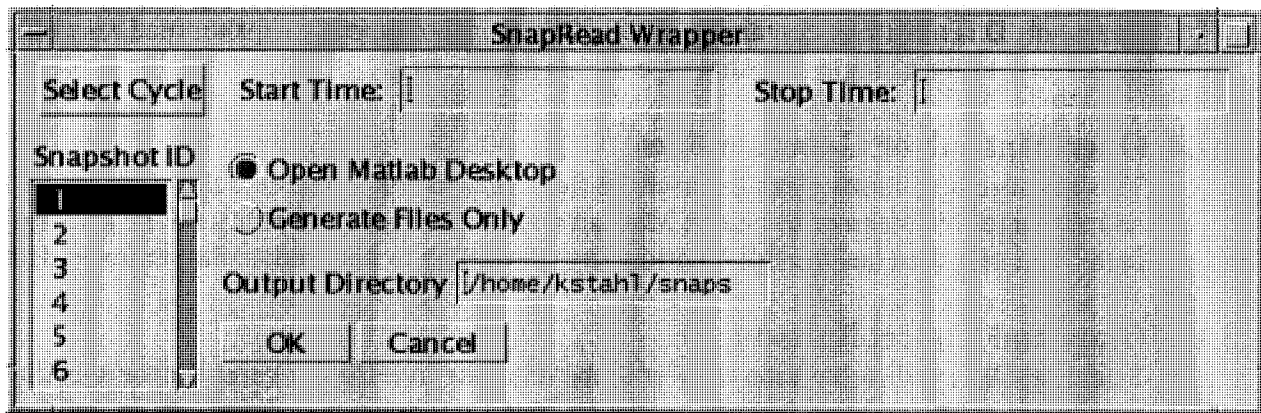 SnapRead Wrapper
Select Cycle Start Time: Stop Time:
Snapshot ID
Open Matlab Desktop
1
Generate Files Only
2
3
Output Directory /home/kstahl/snaps
4
5
OK Cancel
6